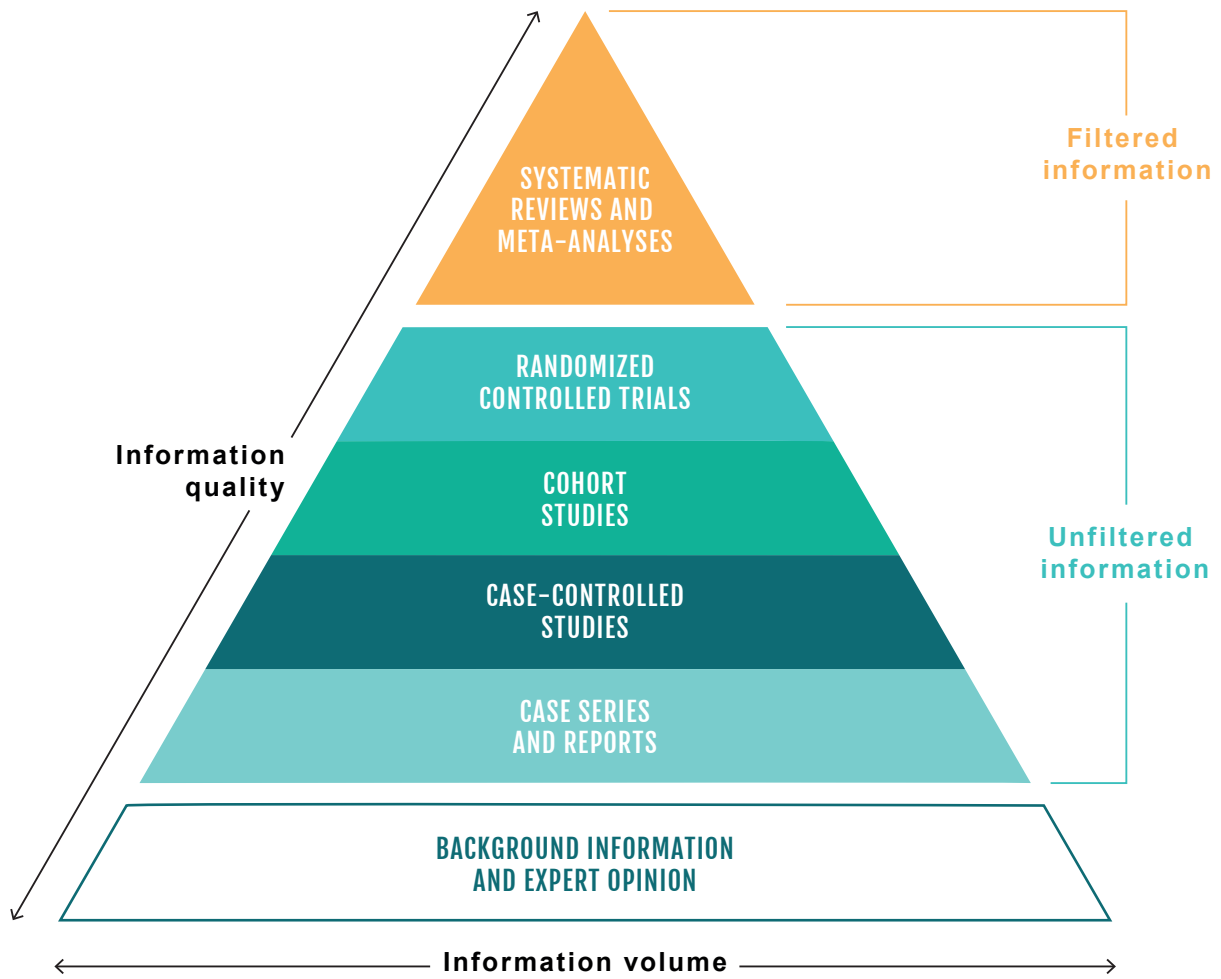 SYSTEMATIC
REVIEWS AND
META-ANALYSES
Filtered
information
RANDOMIZED
CONTROLLED TRIALS
Information
quality
COHORT
STUDIES
Unfiltered
information
CASE-CONTROLLED
STUDIES
CASE SERIES
AND REPORTS
BACKGROUND INFORMATION
AND EXPERT OPINION
Information volume